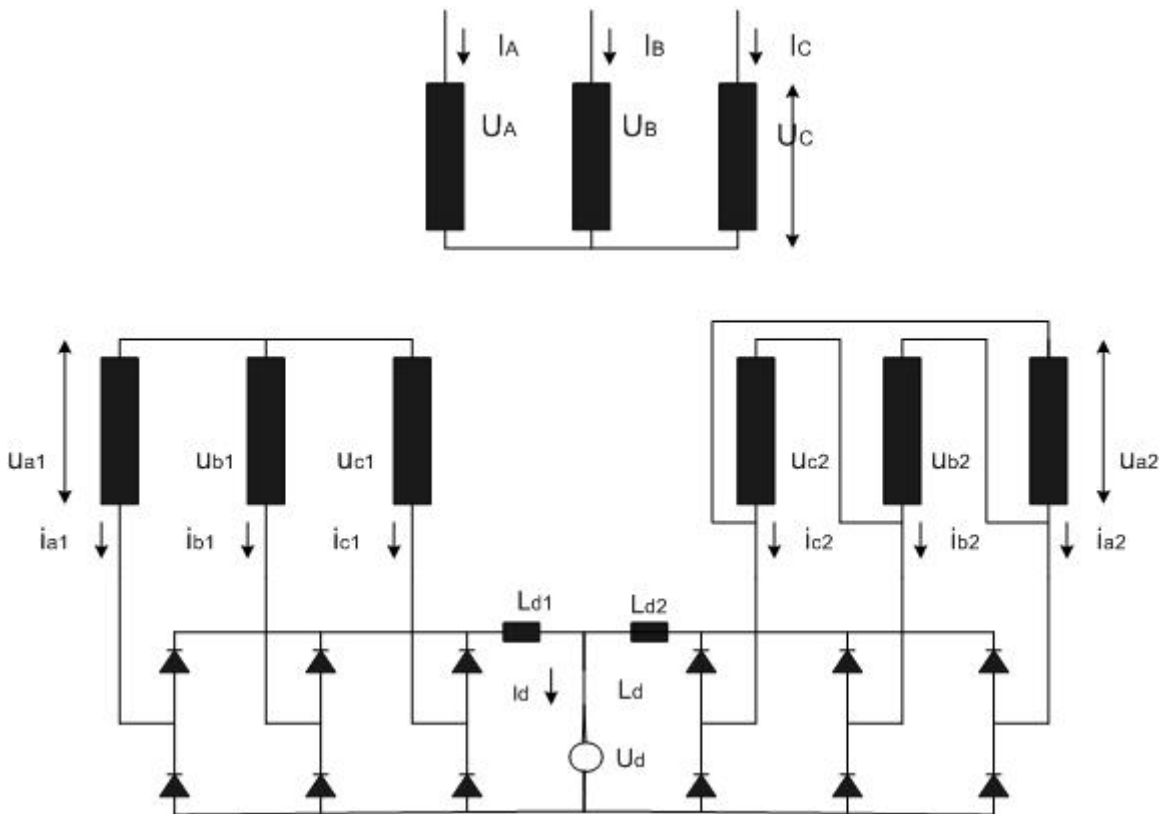 IA IB IC
UA UB UC
ua1 ub1 uc1 uc2 ub2 ua2
ia1 ib1 ic1 ic2 ib2 ia2
Ld1 Ld2
Id Ld
Ud